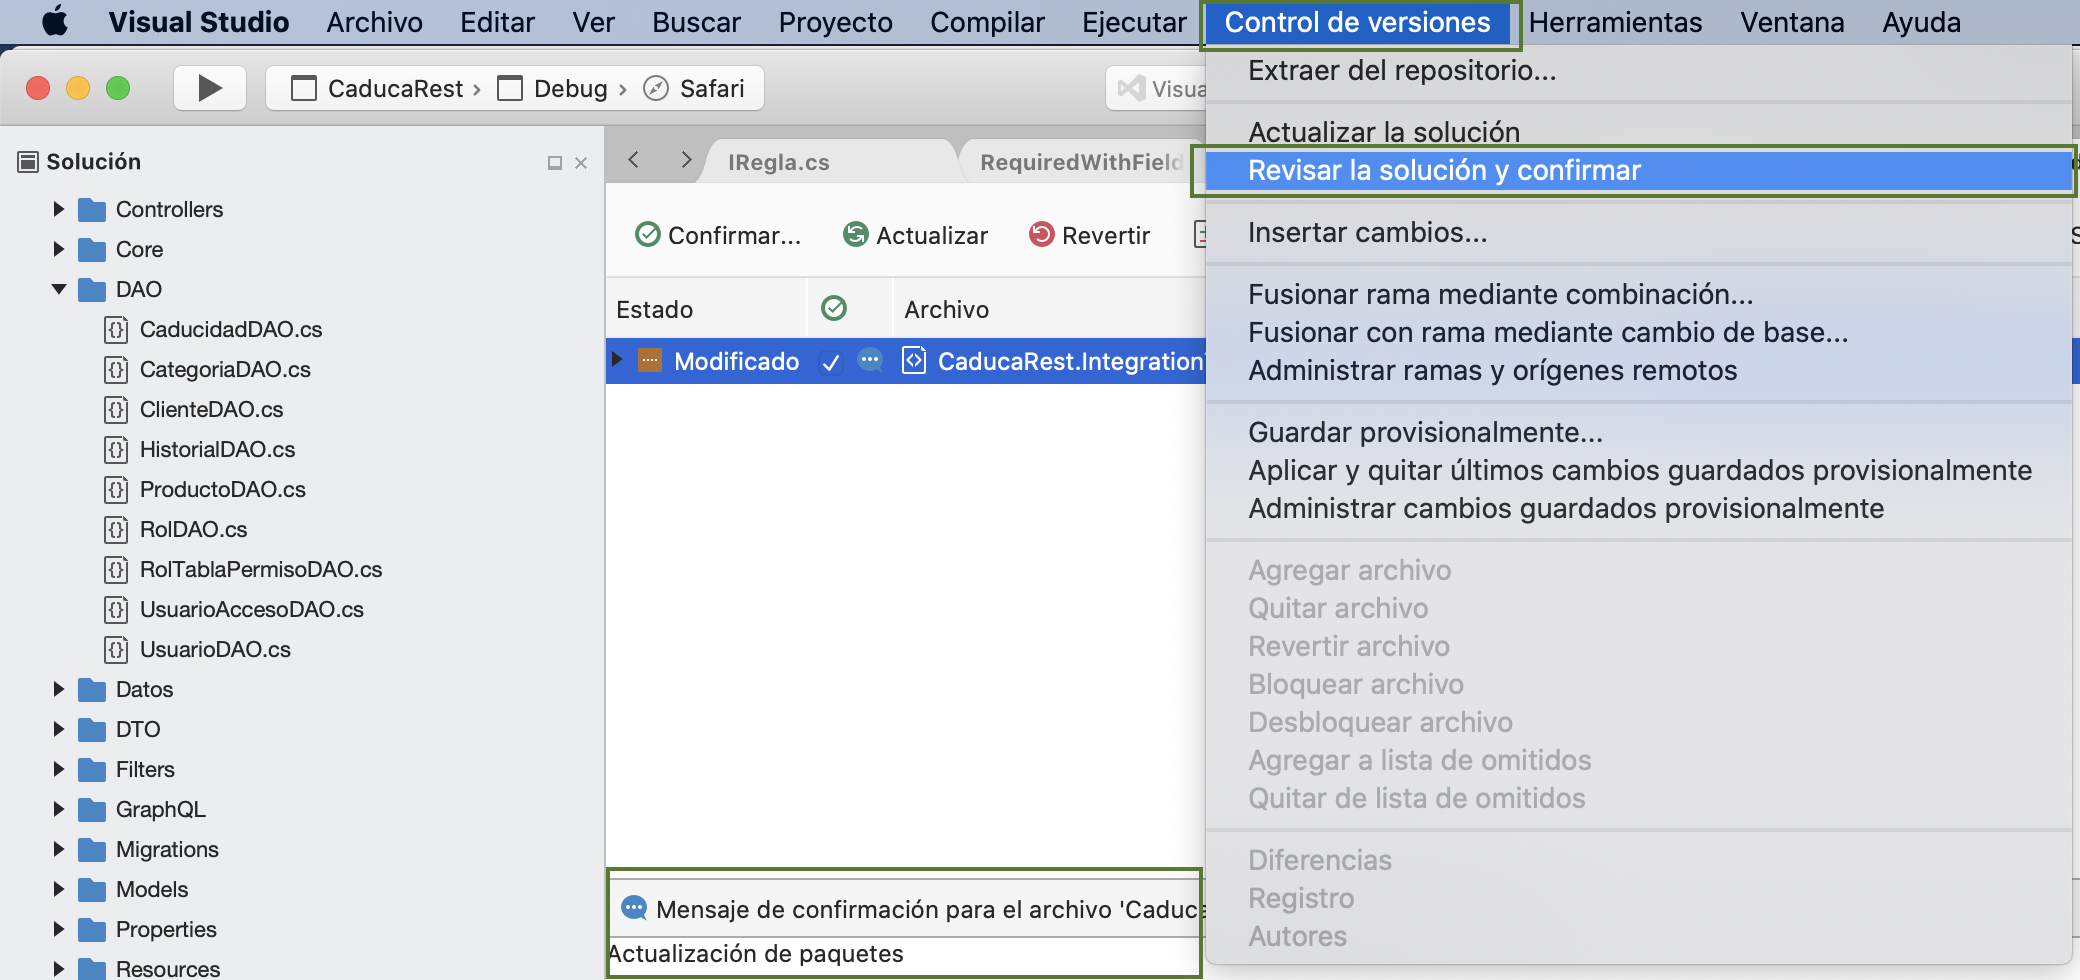 Visual Studio Archivo Editar Ver Buscar Proyecto Compilar Ejecutar Control de versiones Herramientas Ventana Ayuda
CaducaRest › Debug › Safari
Solución
Controllers
Core
DAO
CaducidadDAO.cs
CategoriaDAO.cs
ClienteDAO.cs
HistorialDAO.cs
ProductoDAO.cs
RolDAO.cs
RolTablaPermisoDAO.cs
UsuarioAccesoDAO.cs
UsuarioDAO.cs
Datos
DTO
Filters
GraphQL
Migrations
Models
Properties
Resources
IRegla.cs RequiredWithField
Confirmar... Actualizar Revertir
Estado Archivo
Modificado CaducaRest.Integration
Mensaje de confirmación para el archivo 'Caduca
Actualización de paquetes
Extraer del repositorio...
Actualizar la solución
Revisar la solución y confirmar
Insertar cambios...
Fusionar rama mediante combinación...
Fusionar con rama mediante cambio de base...
Administrar ramas y orígenes remotos
Guardar provisionalmente...
Aplicar y quitar últimos cambios guardados provisionalmente
Administrar cambios guardados provisionalmente
Agregar archivo
Quitar archivo
Revertir archivo
Bloquear archivo
Desbloquear archivo
Agregar a lista de omitidos
Quitar de lista de omitidos
Diferencias
Registro
Autores